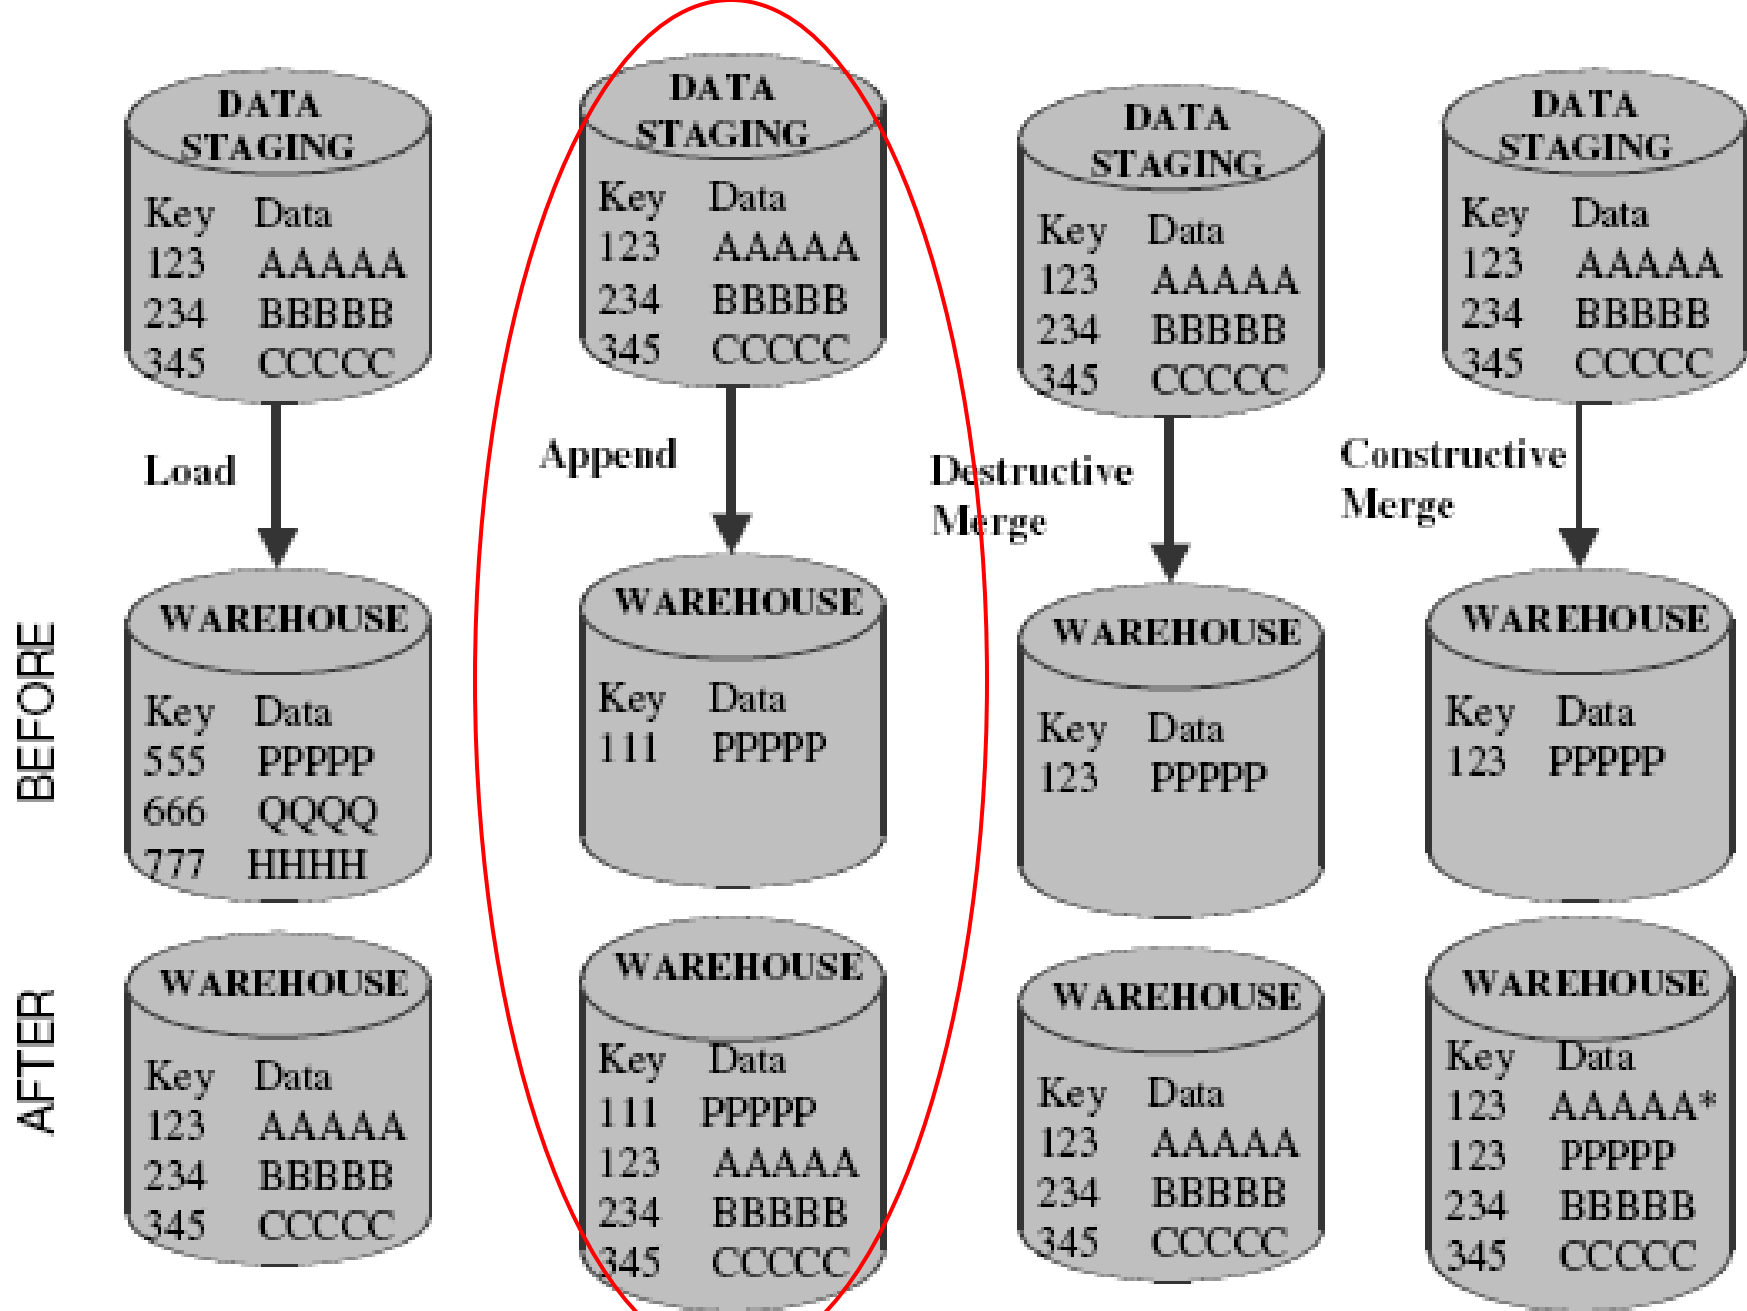 DATA
STAGING
Key Data
123 AAAAA
234 BBBBB
345 CCCCC
Load
WAREHOUSE
Key Data
555 PPPPP
666 QQQQ
777 HHHH
WAREHOUSE
Key Data
123 AAAAA
234 BBBBB
345 CCCCC
DATA
STAGING
Key Data
123 AAAAA
234 BBBBB
345 CCCCC
Append
WAREHOUSE
Key Data
111 PPPPP
WAREHOUSE
Key Data
111 PPPPP
123 AAAAA
234 BBBBB
345 CCCCC
DATA
STAGING
Key Data
123 AAAAA
234 BBBBB
345 CCCCC
Destructive
Merge
WAREHOUSE
Key Data
123 PPPPP
WAREHOUSE
Key Data
123 AAAAA
234 BBBBB
345 CCCCC
DATA
STAGING
Key Data
123 AAAAA
234 BBBBB
345 CCCCC
Constructive
Merge
WAREHOUSE
Key Data
123 PPPPP
WAREHOUSE
Key Data
123 AAAAA*
123 PPPPP
234 BBBBB
345 CCCCC
BEFORE
AFTER